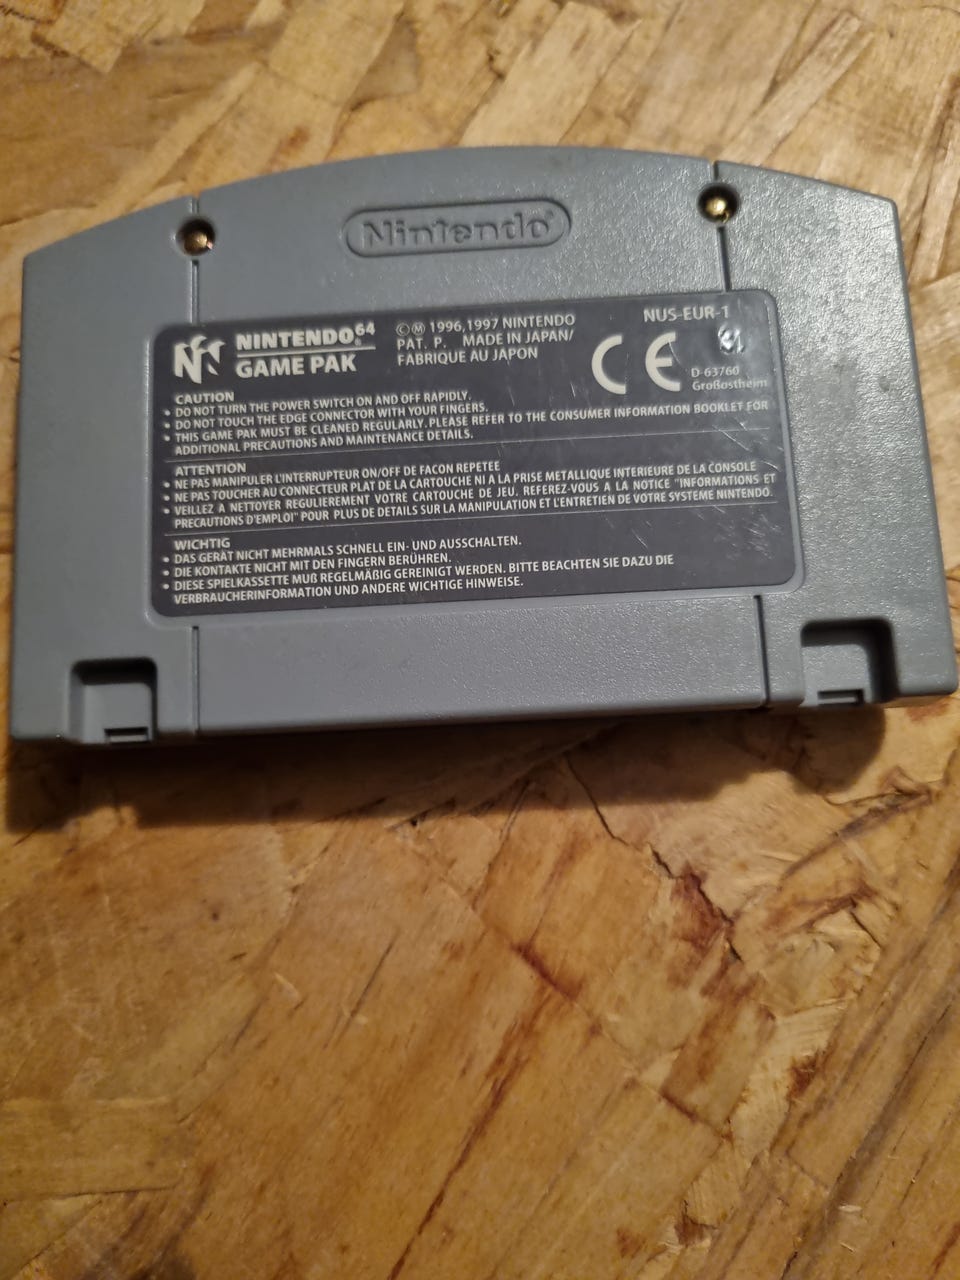 Nintendo®
NINTENDO 64
GAME PAK
©Ⓜ 1996,1997 NINTENDO
PAT. P. MADE IN JAPAN/
FABRIQUE AU JAPON
NUS-EUR-1
CE
D-63760
Großostheim
CAUTION
• DO NOT TURN THE POWER SWITCH ON AND OFF RAPIDLY.
• DO NOT TOUCH THE EDGE CONNECTOR WITH YOUR FINGERS.
• THIS GAME PAK MUST BE CLEANED REGULARLY. PLEASE REFER TO THE CONSUMER INFORMATION BOOKLET FOR
ADDITIONAL PRECAUTIONS AND MAINTENANCE DETAILS.
ATTENTION
• NE PAS MANIPULER L'INTERRUPTEUR ON/OFF DE FACON REPETEE
• NE PAS TOUCHER AU CONNECTEUR PLAT DE LA CARTOUCHE NI A LA PRISE METALLIQUE INTERIEURE DE LA CONSOLE
• VEILLEZ A NETTOYER REGULIEREMENT VOTRE CARTOUCHE DE JEU. REFEREZ-VOUS A LA NOTICE "INFORMATIONS ET
PRECAUTIONS D'EMPLOI" POUR PLUS DE DETAILS SUR LA MANIPULATION ET L'ENTRETIEN DE VOTRE SYSTEME NINTENDO.
WICHTIG
• DAS GERÄT NICHT MEHRMALS SCHNELL EIN- UND AUSSCHALTEN.
• DIE KONTAKTE NICHT MIT DEN FINGERN BERÜHREN.
• DIESE SPIELKASSETTE MUß REGELMÄßIG GEREINIGT WERDEN. BITTE BEACHTEN SIE DAZU DIE
VERBRAUCHERINFORMATION UND ANDERE WICHTIGE HINWEISE.